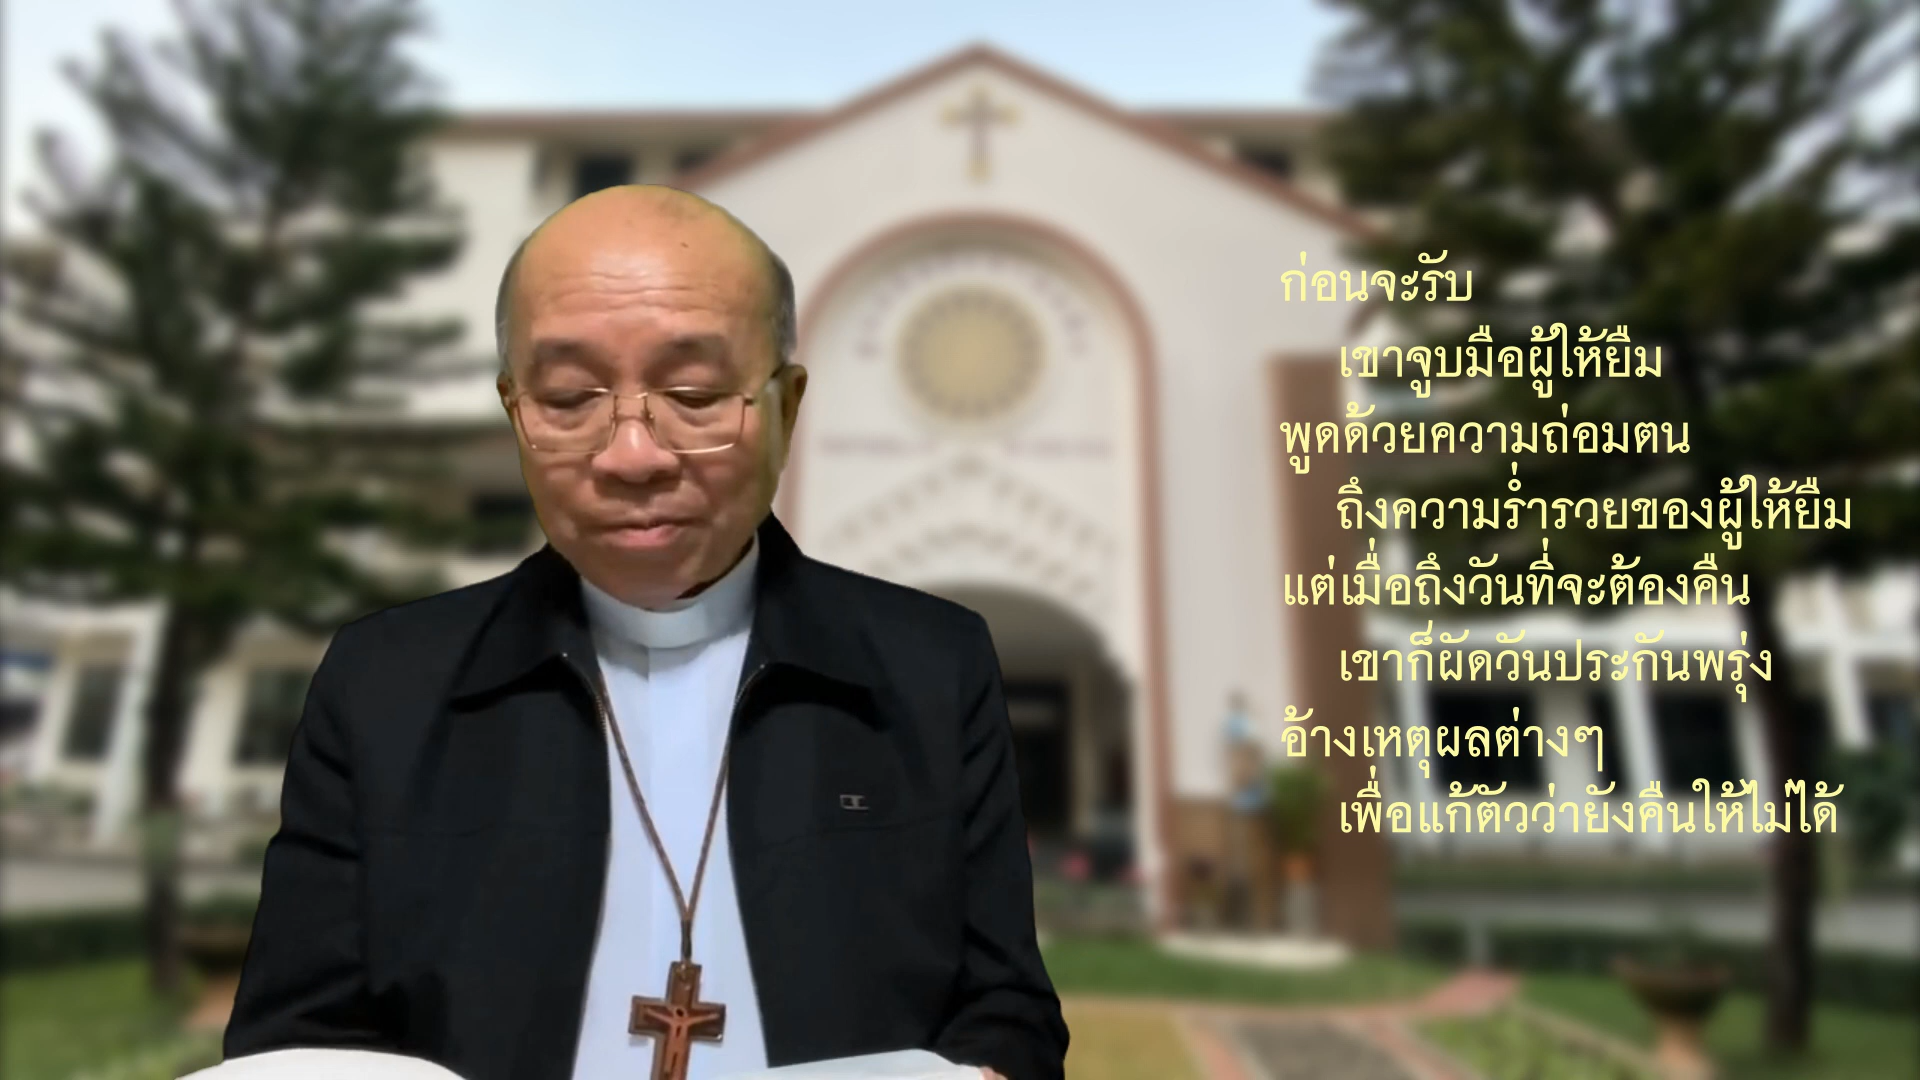 ก่อนจะรับ
เขาจูบมือผู้ให้ยืม
พูดด้วยความถ่อมตน
ถึงความร่ำรวยของผู้ให้ยืม
แต่เมื่อถึงวันที่จะต้องคืน
เขาก็ผัดวันประกันพรุ่ง
อ้างเหตุผลต่างๆ
เพื่อแก้ตัวว่ายังคืนให้ไม่ได้